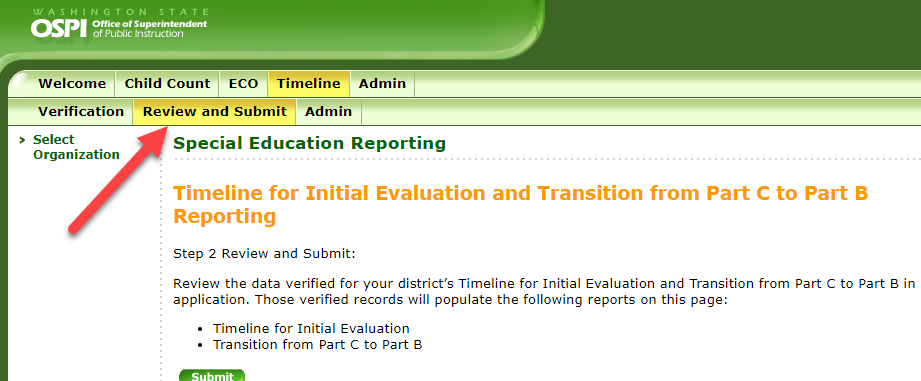 WASHINGTON STATE
OSPI Office of Superintendent
of Public Instruction
Welcome Child Count ECO Timeline Admin
Verification Review and Submit Admin
> Select
Organization
Special Education Reporting
Timeline for Initial Evaluation and Transition from Part C to Part B
Reporting
Step 2 Review and Submit:
Review the data verified for your district’s Timeline for Initial Evaluation and Transition from Part C to Part B in
application. Those verified records will populate the following reports on this page:
• Timeline for Initial Evaluation
• Transition from Part C to Part B
Submit